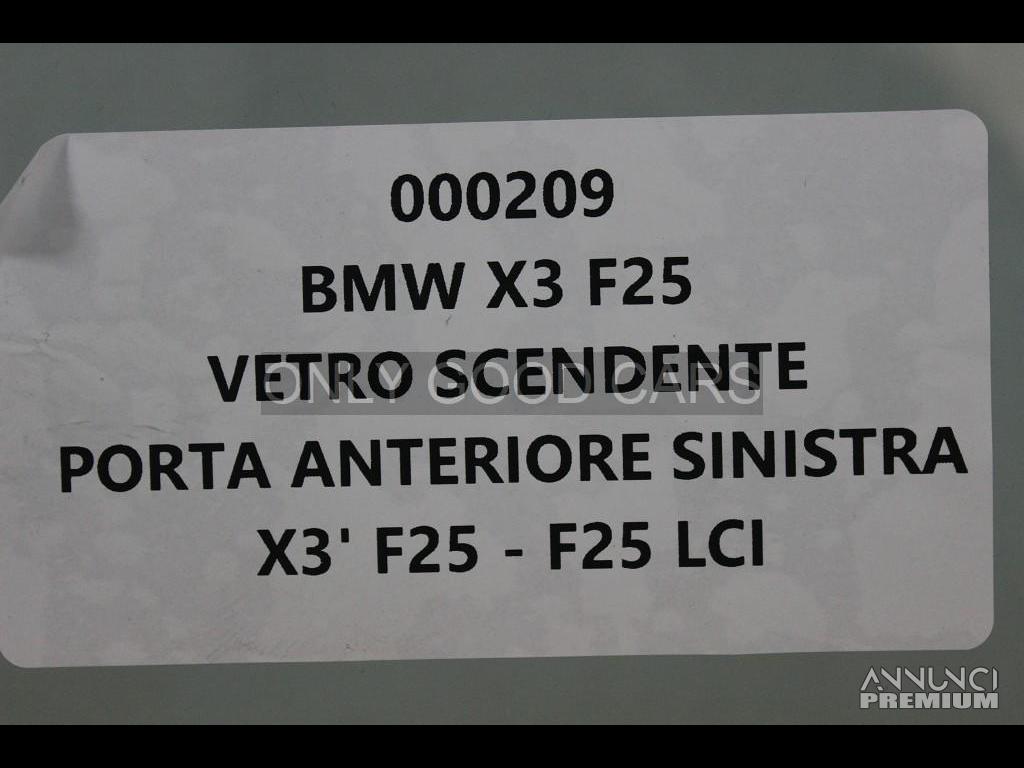 000209
BMW X3 F25
VETRO SCENDENTE
ONLY GOOD CARS
PORTA ANTERIORE SINISTRA
X3' F25 - F25 LCI
ANNUNCI
PREMIUM